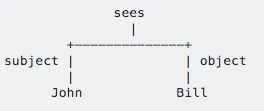 sees
|
+--------------+
subject | | object
| |
John Bill